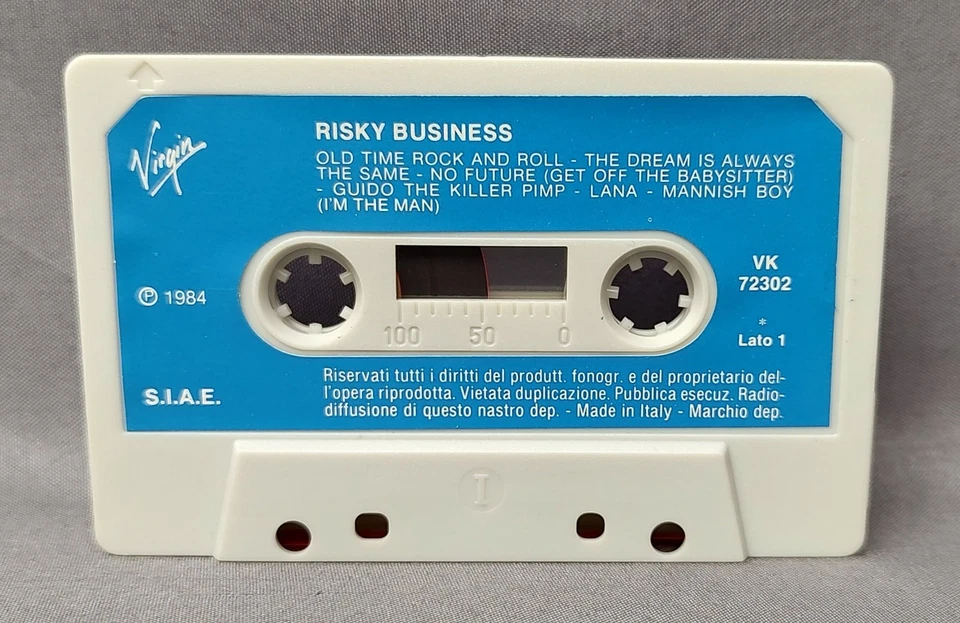 Virgin
RISKY BUSINESS
OLD TIME ROCK AND ROLL - THE DREAM IS ALWAYS
THE SAME - NO FUTURE (GET OFF THE BABYSITTER)
- GUIDO THE KILLER PIMP - LANA - MANNISH BOY
(I'M THE MAN)
℗ 1984
VK
72302
*
Lato 1
100 50 0
S.I.A.E.
Riservati tutti i diritti del produtt. fonogr. e del proprietario del-
l'opera riprodotta. Vietata duplicazione. Pubblica esecuz. Radio-
diffusione di questo nastro dep. - Made in Italy - Marchio dep.
I